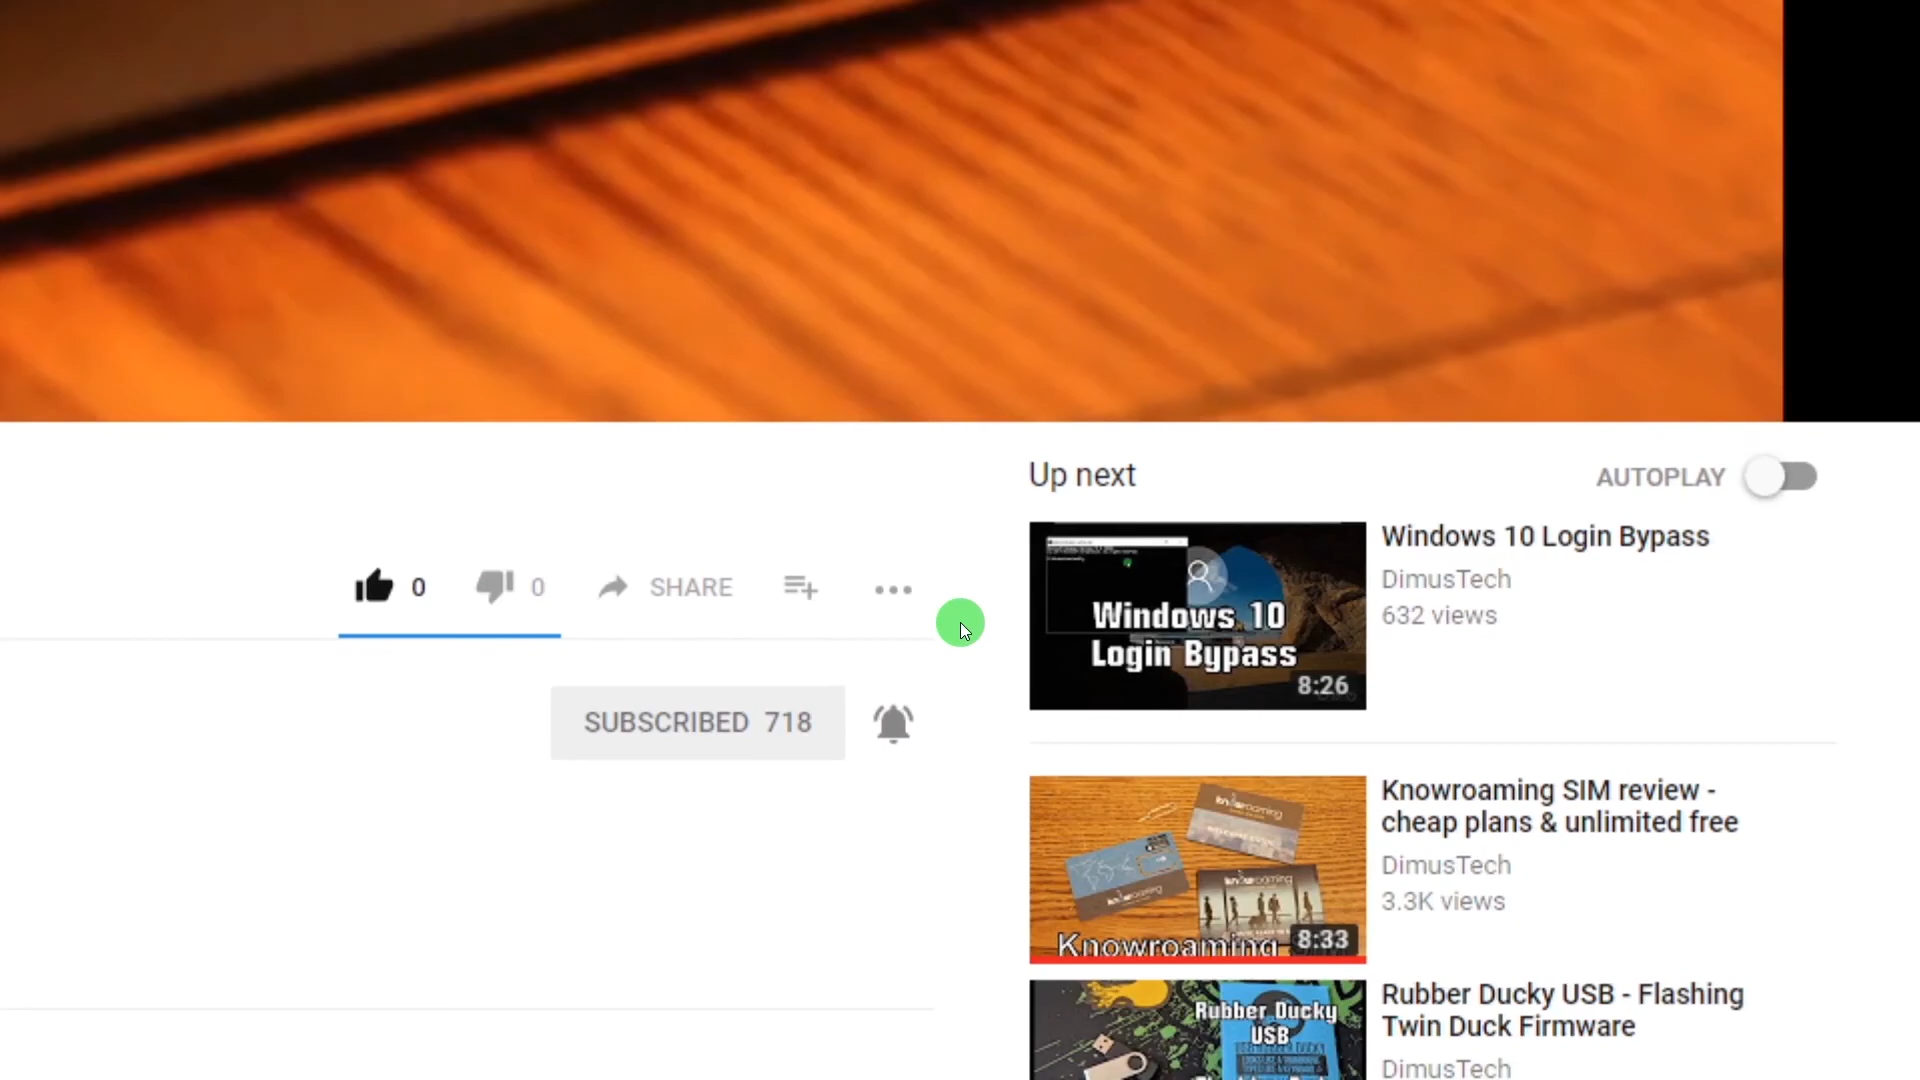 Up next
AUTOPLAY
0
0
SHARE
SUBSCRIBED 718
Windows 10
Login Bypass
8:26
Windows 10 Login Bypass
DimusTech
632 views
knowroaming
knowroaming
Knowroaming
8:33
Knowroaming SIM review -
cheap plans & unlimited free
DimusTech
3.3K views
Rubber Ducky
USB
Rubber Ducky USB - Flashing
Twin Duck Firmware
DimusTech